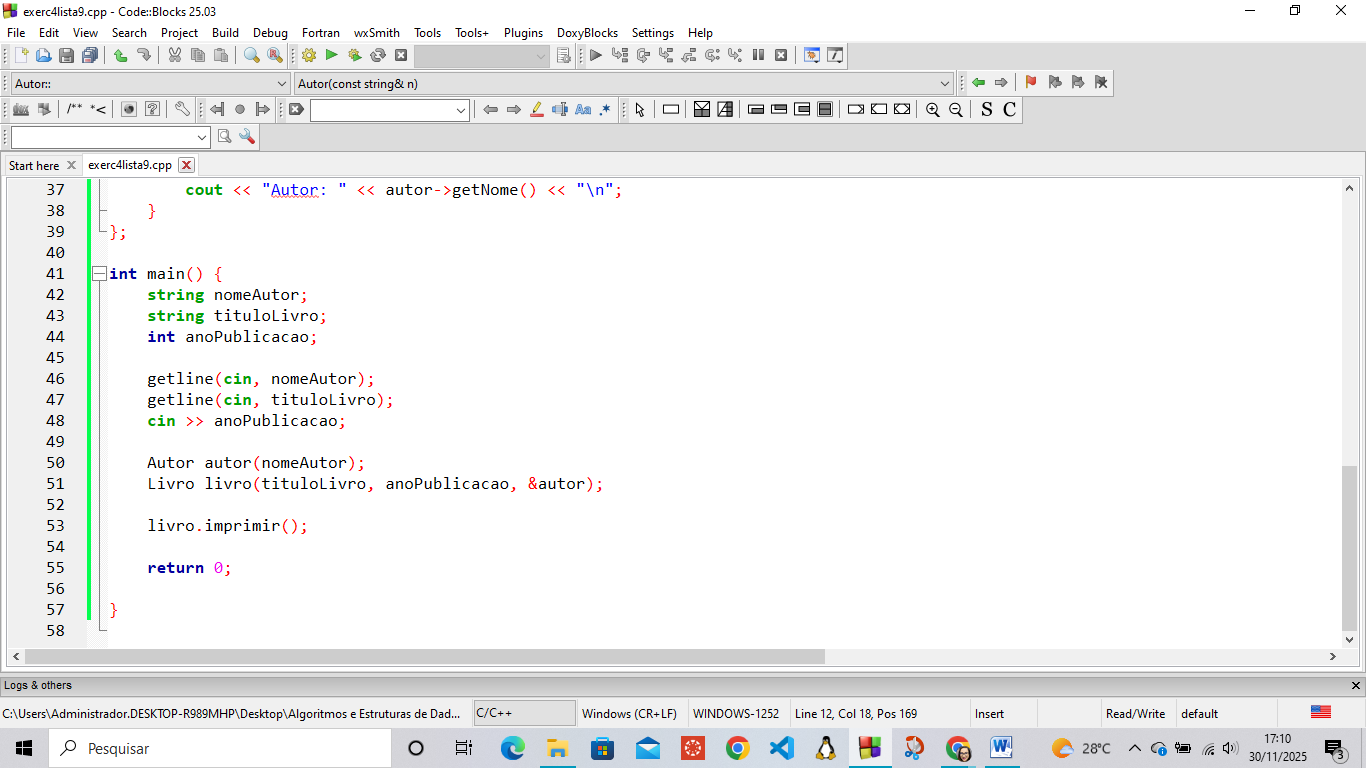 exerc4lista9.cpp - Code::Blocks 25.03
File Edit View Search Project Build Debug Fortran wxSmith Tools Tools+ Plugins DoxyBlocks Settings Help
Autor:: Autor(const string& n)
/** *< Aa .* S C
Start here exerc4lista9.cpp
37 cout << "Autor: " << autor->getNome() << "\n";
38 }
39 };
40
41 int main() {
42 string nomeAutor;
43 string tituloLivro;
44 int anoPublicacao;
45
46 getline(cin, nomeAutor);
47 getline(cin, tituloLivro);
48 cin >> anoPublicacao;
49
50 Autor autor(nomeAutor);
51 Livro livro(tituloLivro, anoPublicacao, &autor);
52
53 livro.imprimir();
54
55 return 0;
56
57 }
58
Logs & others
C:\Users\Administrador.DESKTOP-R989MHP\Desktop\Algoritmos e Estruturas de Dad... C/C++ Windows (CR+LF) WINDOWS-1252 Line 12, Col 18, Pos 169 Insert Read/Write default
Pesquisar 28°C 17:10
30/11/2025 3